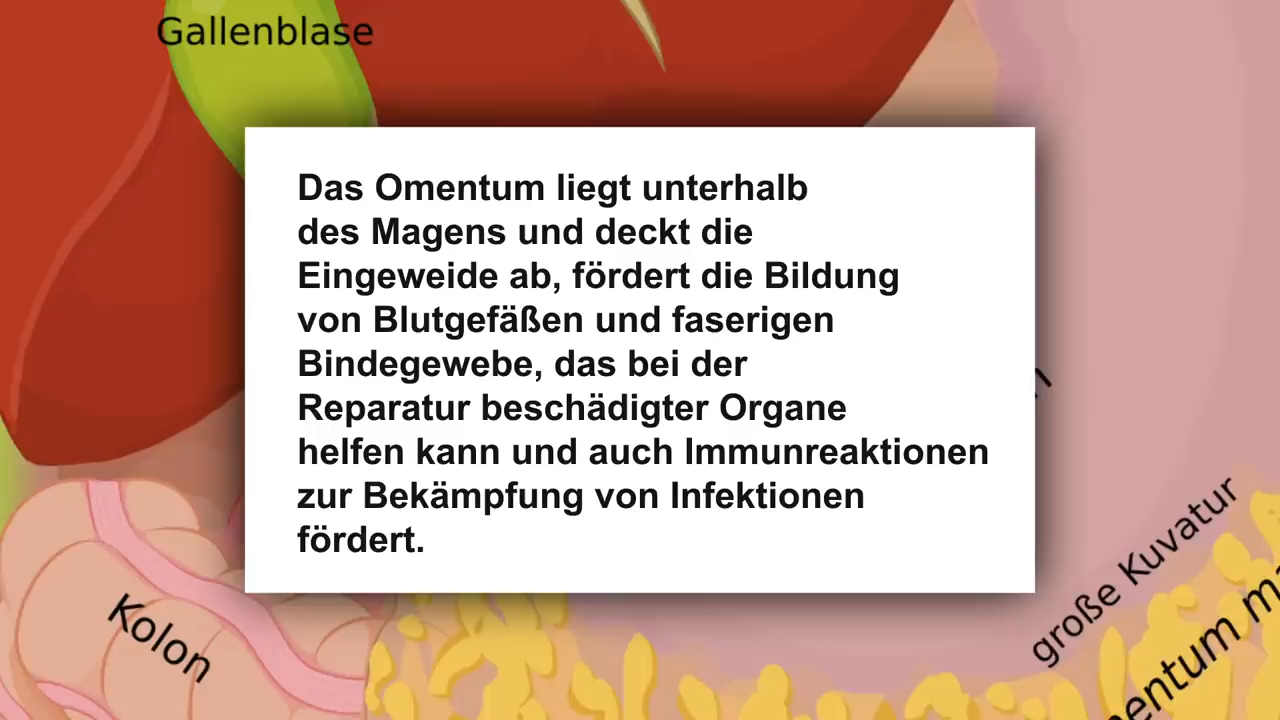 Gallenblase
Das Omentum liegt unterhalb
des Magens und deckt die
Eingeweide ab, fördert die Bildung
von Blutgefäßen und faserigen
Bindegewebe, das bei der
Reparatur beschädigter Organe
helfen kann und auch Immunreaktionen
zur Bekämpfung von Infektionen
fördert.
Kolon
große Kuvatur